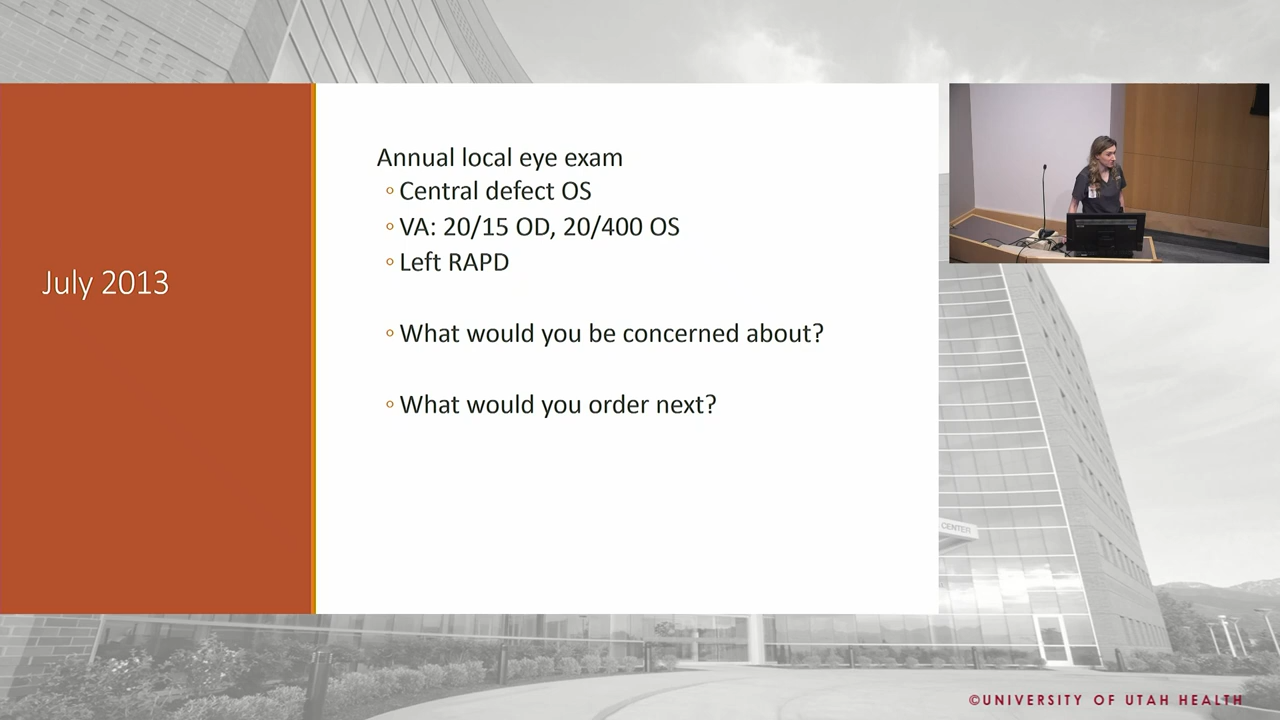 July 2013
Annual local eye exam
◦ Central defect OS
◦ VA: 20/15 OD, 20/400 OS
◦ Left RAPD
◦ What would you be concerned about?
◦ What would you order next?
CENTER
©UNIVERSITY OF UTAH HEALTH